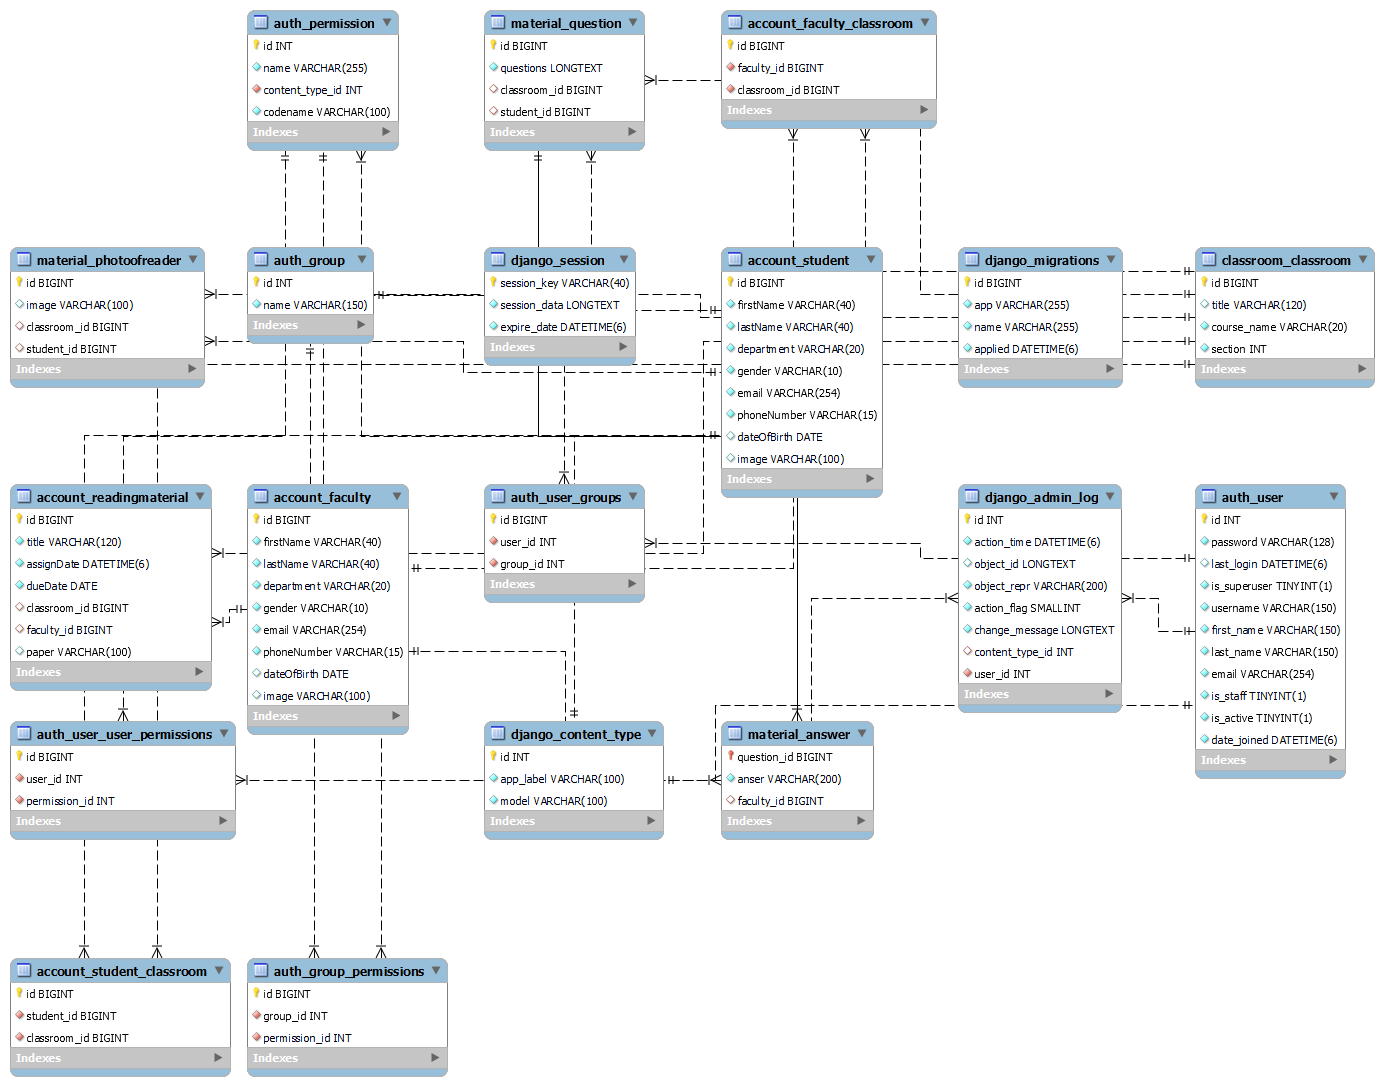 auth_permission
id INT
name VARCHAR(255)
content_type_id INT
codename VARCHAR(100)
Indexes
material_question
id BIGINT
questions LONGTEXT
classroom_id BIGINT
student_id BIGINT
Indexes
account_faculty_classroom
id BIGINT
faculty_id BIGINT
classroom_id BIGINT
Indexes
material_photoofreader
id BIGINT
image VARCHAR(100)
classroom_id BIGINT
student_id BIGINT
Indexes
auth_group
id INT
name VARCHAR(150)
Indexes
django_session
session_key VARCHAR(40)
session_data LONGTEXT
expire_date DATETIME(6)
Indexes
account_student
id BIGINT
firstName VARCHAR(40)
lastName VARCHAR(40)
department VARCHAR(20)
gender VARCHAR(10)
email VARCHAR(254)
phoneNumber VARCHAR(15)
dateOfBirth DATE
image VARCHAR(100)
Indexes
django_migrations
id BIGINT
app VARCHAR(255)
name VARCHAR(255)
applied DATETIME(6)
Indexes
classroom_classroom
id BIGINT
title VARCHAR(120)
course_name VARCHAR(20)
section INT
Indexes
account_readingmaterial
id BIGINT
title VARCHAR(120)
assignDate DATETIME(6)
dueDate DATE
classroom_id BIGINT
faculty_id BIGINT
paper VARCHAR(100)
Indexes
account_faculty
id BIGINT
firstName VARCHAR(40)
lastName VARCHAR(40)
department VARCHAR(20)
gender VARCHAR(10)
email VARCHAR(254)
phoneNumber VARCHAR(15)
dateOfBirth DATE
image VARCHAR(100)
Indexes
auth_user_groups
id BIGINT
user_id INT
group_id INT
Indexes
django_admin_log
id INT
action_time DATETIME(6)
object_id LONGTEXT
object_repr VARCHAR(200)
action_flag SMALLINT
change_message LONGTEXT
content_type_id INT
user_id INT
Indexes
auth_user
id INT
password VARCHAR(128)
last_login DATETIME(6)
is_superuser TINYINT(1)
username VARCHAR(150)
first_name VARCHAR(150)
last_name VARCHAR(150)
email VARCHAR(254)
is_staff TINYINT(1)
is_active TINYINT(1)
date_joined DATETIME(6)
Indexes
auth_user_user_permissions
id BIGINT
user_id INT
permission_id INT
Indexes
django_content_type
id INT
app_label VARCHAR(100)
model VARCHAR(100)
Indexes
material_answer
question_id BIGINT
anser VARCHAR(200)
faculty_id BIGINT
Indexes
account_student_classroom
id BIGINT
student_id BIGINT
classroom_id BIGINT
Indexes
auth_group_permissions
id BIGINT
group_id INT
permission_id INT
Indexes